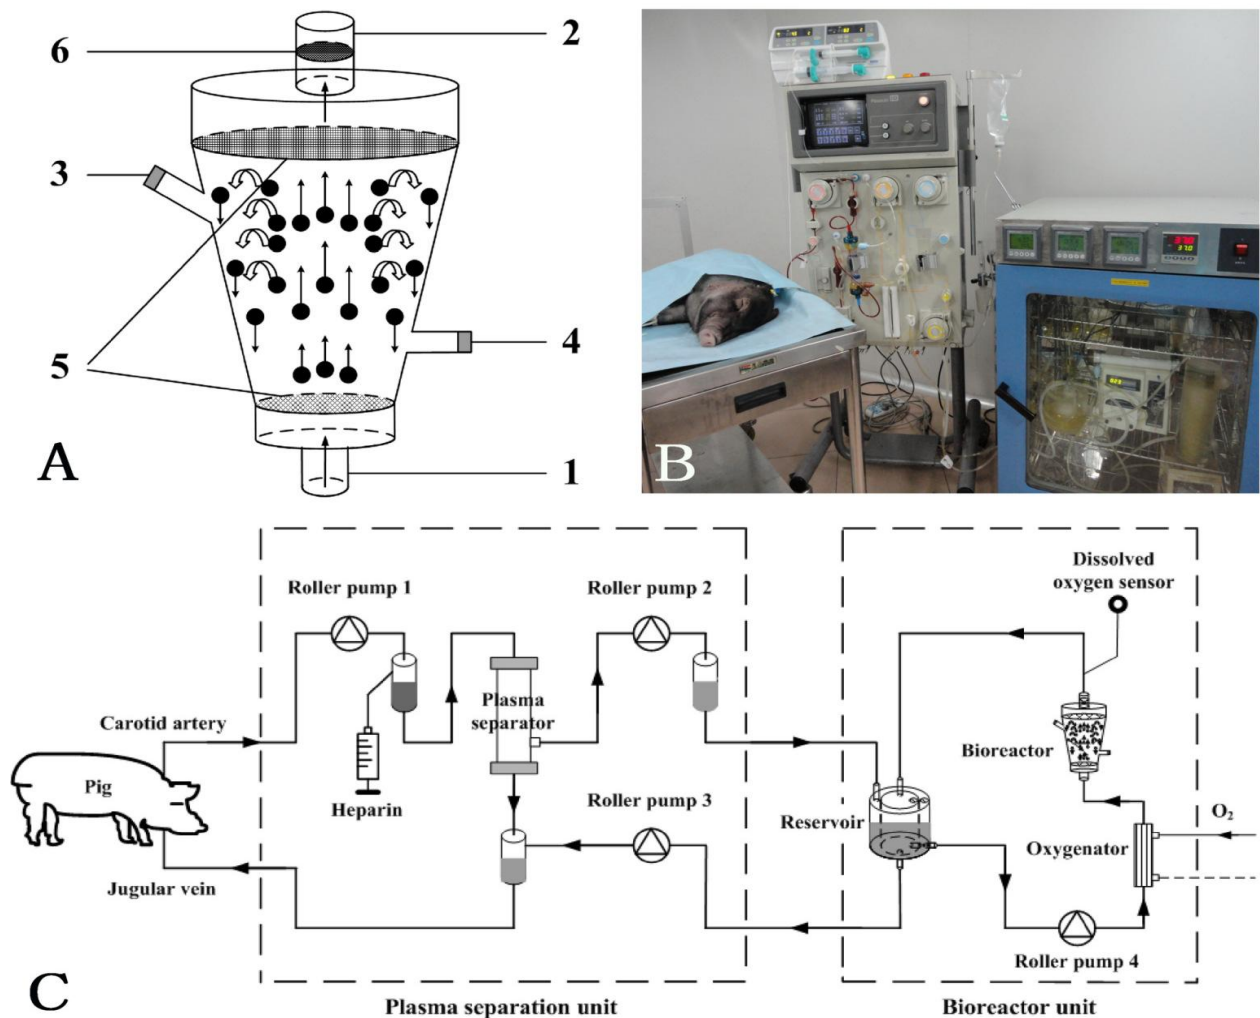 6
2
3
4
5
1
A
B
Dissolved
oxygen sensor
Roller pump 1
Roller pump 2
Plasma
separator
Carotid artery
Pig
Heparin
Roller pump 3
Bioreactor
Reservoir
O₂
Oxygenator
Jugular vein
Roller pump 4
C
Plasma separation unit
Bioreactor unit